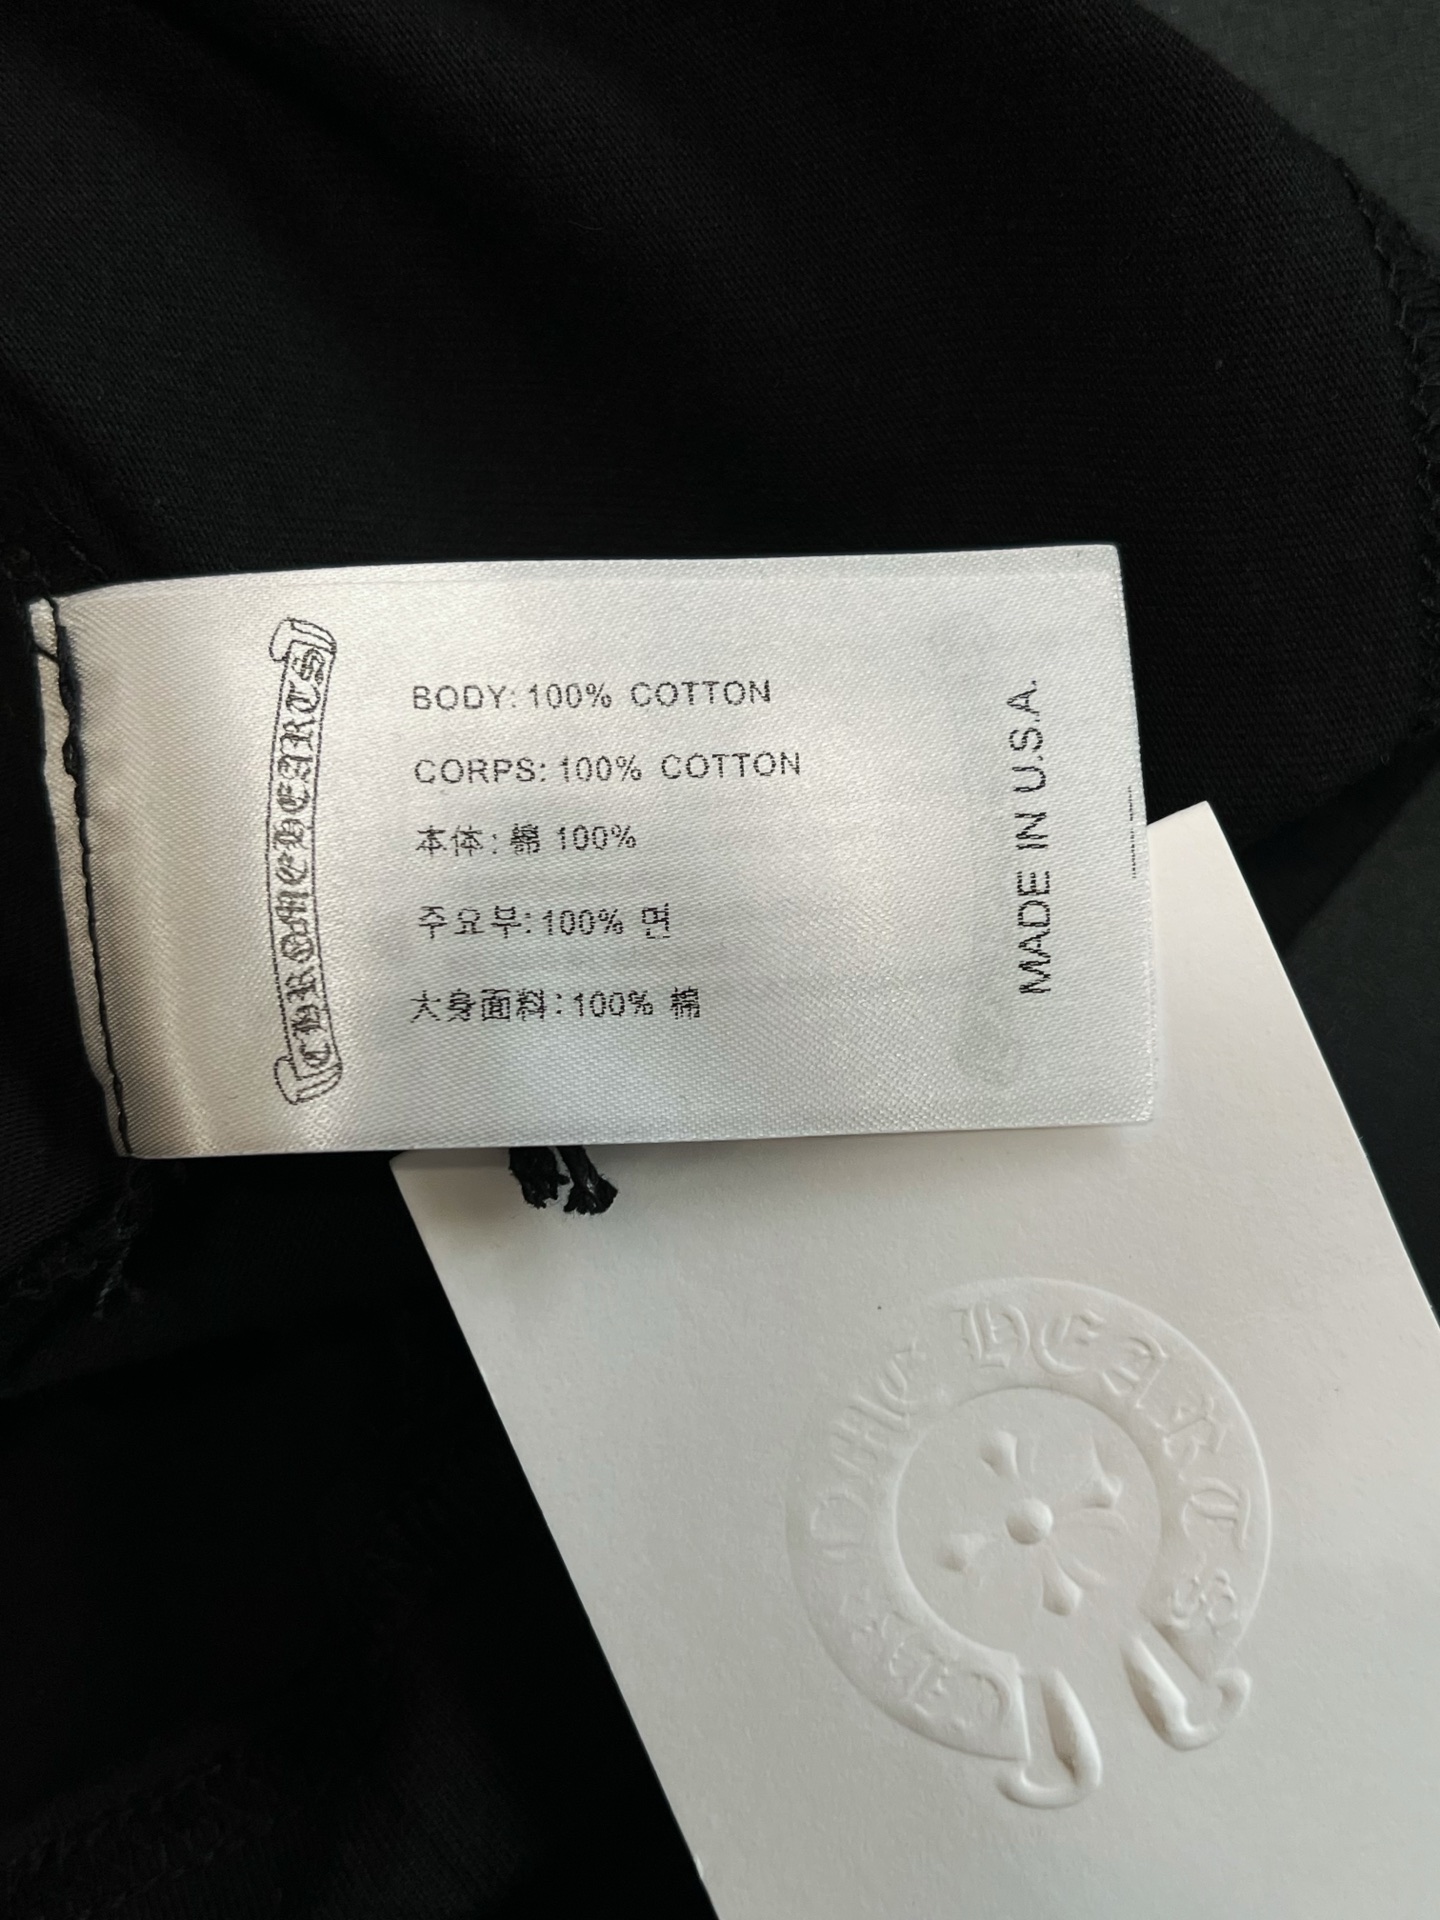 CHROME HEARTS
BODY: 100% COTTON
CORPS: 100% COTTON
本体: 綿 100%
주요부: 100% 면
大身面料: 100% 棉
MADE IN U.S.A.
CHROME HEARTS